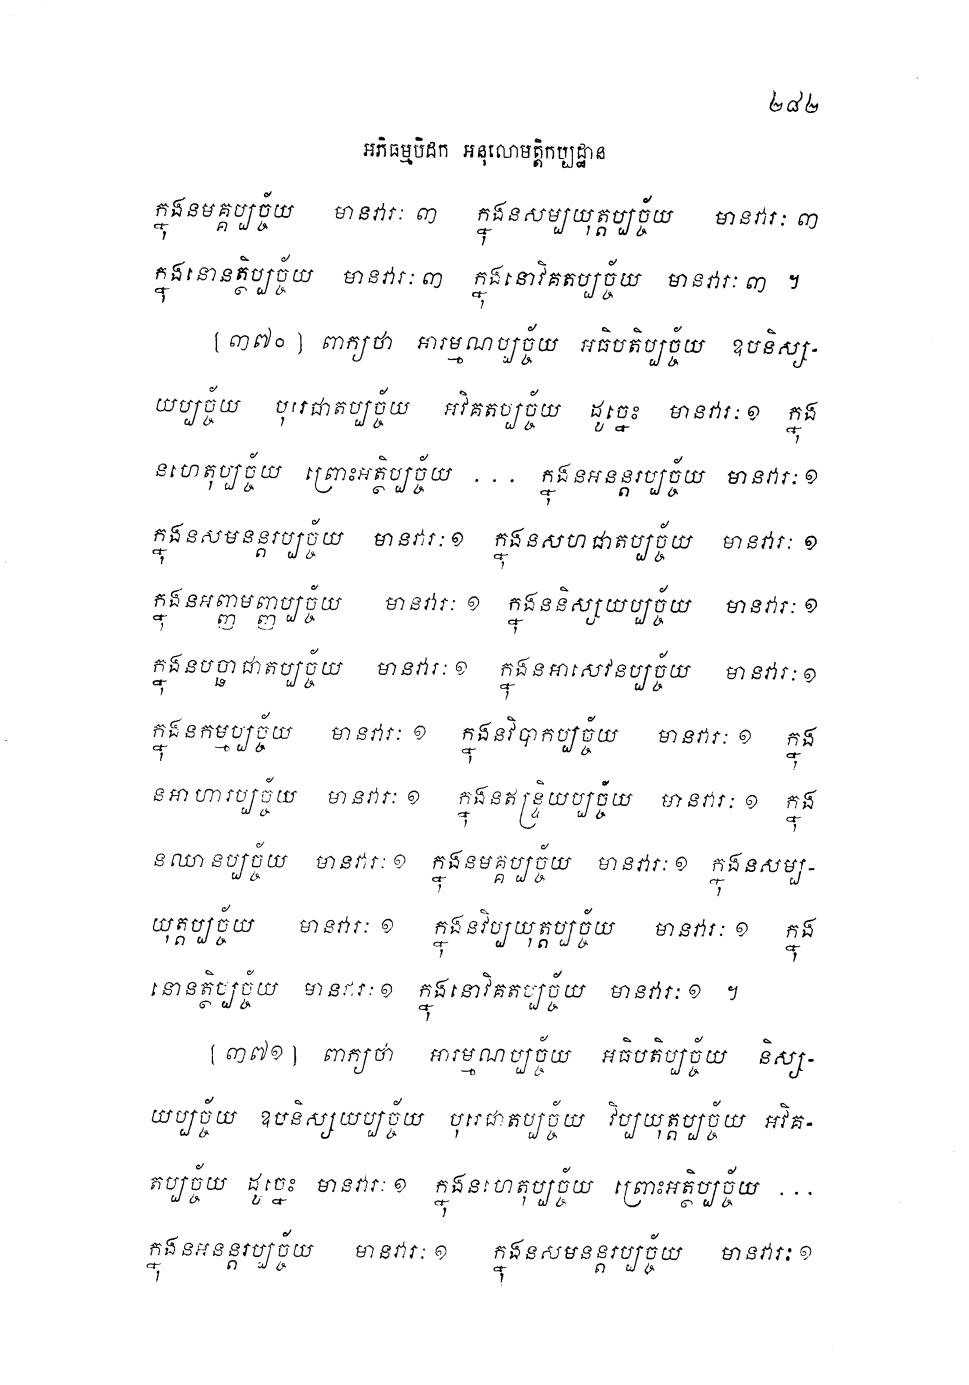 ២៨២
អភិធម្មបិដក អនុលោមត្តិកប្បដ្ឋាន
ក្នុងនមគ្គប្បច្ច័យ មានវារៈ ៣ ក្នុងនសម្បយុត្តប្បច្ច័យ មានវារៈ ៣
ក្នុងនោនត្ថិប្បច្ច័យ មានវារៈ ៣ ក្នុងនោវិគតប្បច្ច័យ មានវារៈ ៣ ។
[៣៧០] ពាក្យថា អារម្មណប្បច្ច័យ អធិបតិប្បច្ច័យ ឧបនិស្ស-
យប្បច្ច័យ បុរេជាតប្បច្ច័យ អវិគតប្បច្ច័យ ដូច្នេះ មានវារៈ ១ ក្នុង
នហេតុប្បច្ច័យ ព្រោះអត្ថិប្បច្ច័យ ... ក្នុងនអនន្តរប្បច្ច័យ មានវារៈ ១
ក្នុងនសមនន្តរប្បច្ច័យ មានវារៈ ១ ក្នុងនសហជាតប្បច្ច័យ មានវារៈ ១
ក្នុងនអញ្ញមញ្ញប្បច្ច័យ មានវារៈ ១ ក្នុងននិស្សយប្បច្ច័យ មានវារៈ ១
ក្នុងនបច្ឆាជាតប្បច្ច័យ មានវារៈ ១ ក្នុងនអាសេវនប្បច្ច័យ មានវារៈ ១
ក្នុងនកម្មប្បច្ច័យ មានវារៈ ១ ក្នុងនវិបាកប្បច្ច័យ មានវារៈ ១ ក្នុង
នអាហារប្បច្ច័យ មានវារៈ ១ ក្នុងនឥន្ទ្រិយប្បច្ច័យ មានវារៈ ១ ក្នុង
នឈានប្បច្ច័យ មានវារៈ ១ ក្នុងនមគ្គប្បច្ច័យ មានវារៈ ១ ក្នុងនសម្ប-
យុត្តប្បច្ច័យ មានវារៈ ១ ក្នុងនវិប្បយុត្តប្បច្ច័យ មានវារៈ ១ ក្នុង
នោនត្ថិប្បច្ច័យ មានវារៈ ១ ក្នុងនោវិគតប្បច្ច័យ មានវារៈ ១ ។
[៣៧១] ពាក្យថា អារម្មណប្បច្ច័យ អធិបតិប្បច្ច័យ និស្ស-
យប្បច្ច័យ ឧបនិស្សយប្បច្ច័យ បុរេជាតប្បច្ច័យ វិប្បយុត្តប្បច្ច័យ អវិគ-
តប្បច្ច័យ ដូច្នេះ មានវារៈ ១ ក្នុងនហេតុប្បច្ច័យ ព្រោះអត្ថិប្បច្ច័យ ...
ក្នុងនអនន្តរប្បច្ច័យ មានវារៈ ១ ក្នុងនសមនន្តរប្បច្ច័យ មានវារៈ ១